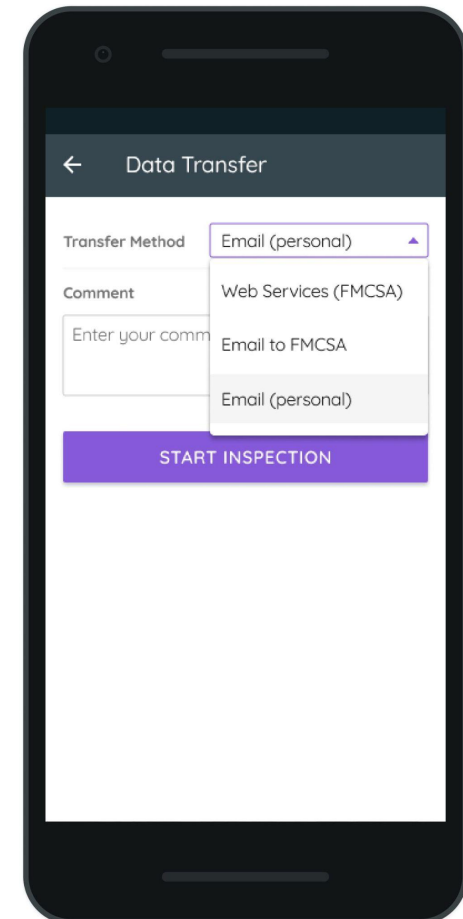 Data Transfer
Transfer Method
Email (personal)
Web Services (FMCSA)
Comment
Enter your comm
Email to FMCSA
Email (personal)
START INSPECTION